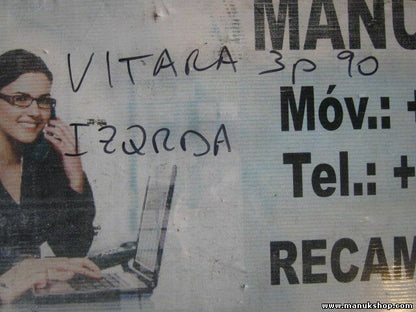 MANU
VITARA 3p 90
Móv.: +
IZQRDA
Tel.: +
RECAM
www.manukshop.com